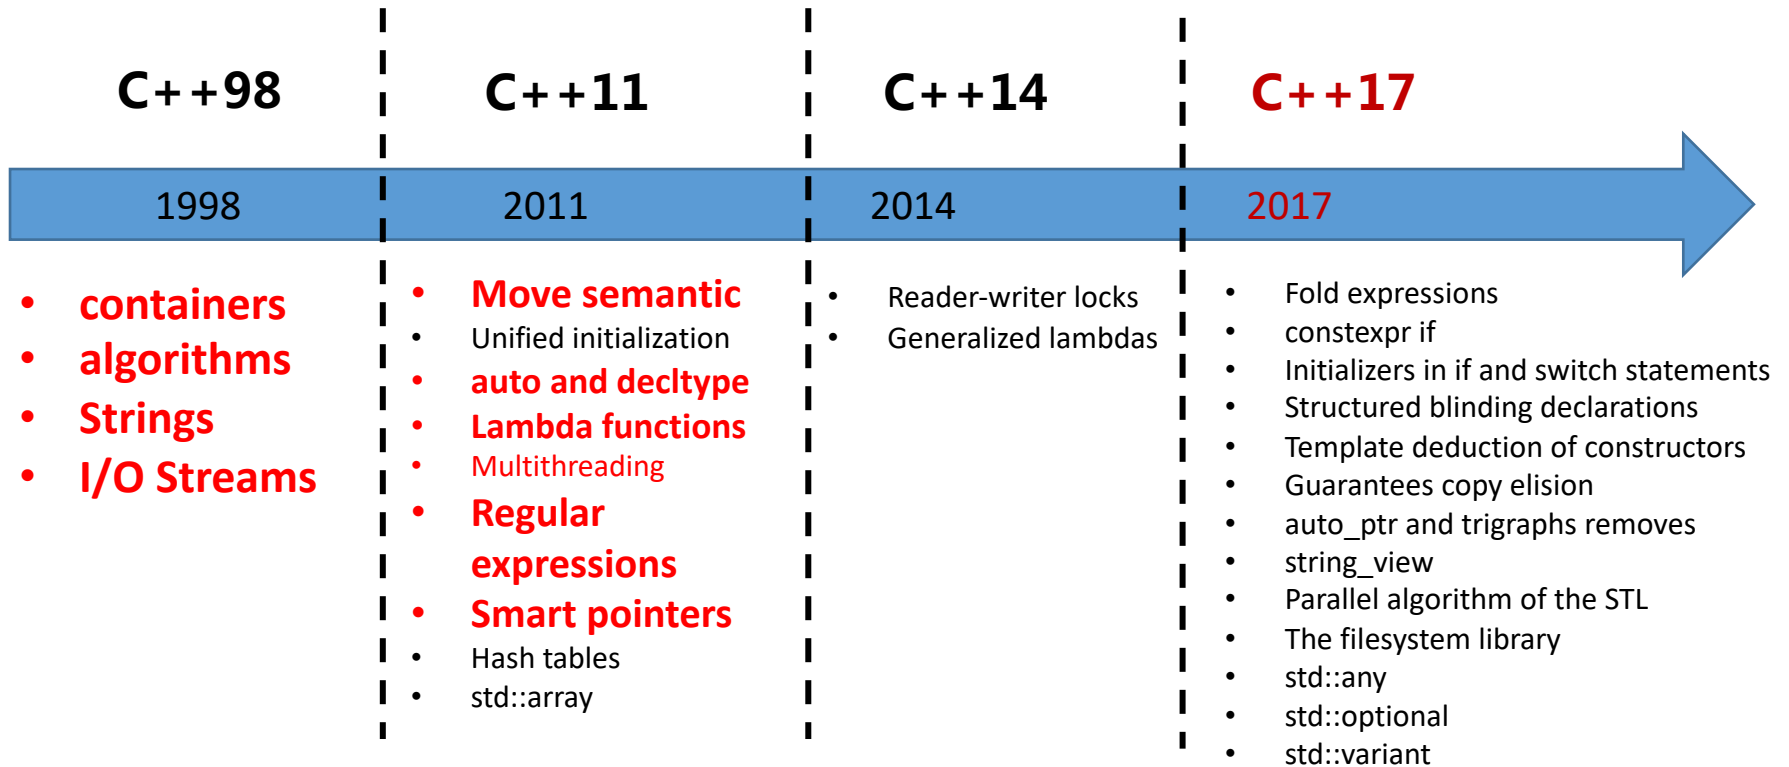 C++98
C++11
C++14
C++17
1998
2011
2014
2017
• containers
• algorithms
• Strings
• I/O Streams
• Move semantic
• Unified initialization
• auto and decltype
• Lambda functions
• Multithreading
• Regular
expressions
• Smart pointers
• Hash tables
• std::array
• Reader-writer locks
• Generalized lambdas
• Fold expressions
• constexpr if
• Initializers in if and switch statements
• Structured blinding declarations
• Template deduction of constructors
• Guarantees copy elision
• auto_ptr and trigraphs removes
• string_view
• Parallel algorithm of the STL
• The filesystem library
• std::any
• std::optional
• std::variant